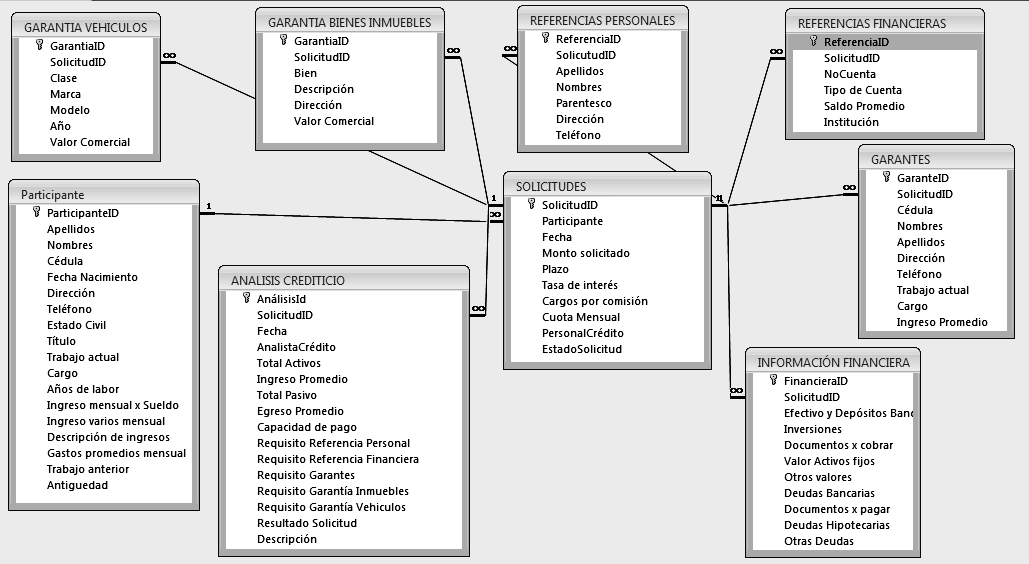 GARANTIA VEHICULOS
GarantiaID
SolicitudID
Clase
Marca
Modelo
Año
Valor Comercial
GARANTIA BIENES INMUEBLES
GarantiaID
SolicitudID
Bien
Descripción
Dirección
Valor Comercial
REFERENCIAS PERSONALES
ReferenciaID
SolicutudID
Apellidos
Nombres
Parentesco
Dirección
Teléfono
REFERENCIAS FINANCIERAS
ReferenciaID
SolicitudID
NoCuenta
Tipo de Cuenta
Saldo Promedio
Institución
Participante
ParticipanteID
Apellidos
Nombres
Cédula
Fecha Nacimiento
Dirección
Teléfono
Estado Civil
Título
Trabajo actual
Cargo
Años de labor
Ingreso mensual x Sueldo
Ingreso varios mensual
Descripción de ingresos
Gastos promedios mensual
Trabajo anterior
Antiguedad
ANALISIS CREDITICIO
AnálisisId
SolicitudID
Fecha
AnalistaCrédito
Total Activos
Ingreso Promedio
Total Pasivo
Egreso Promedio
Capacidad de pago
Requisito Referencia Personal
Requisito Referencia Financiera
Requisito Garantes
Requisito Garantía Inmuebles
Requisito Garantía Vehiculos
Resultado Solicitud
Descripción
SOLICITUDES
SolicitudID
Participante
Fecha
Monto solicitado
Plazo
Tasa de interés
Cargos por comisión
Cuota Mensual
PersonalCrédito
EstadoSolicitud
GARANTES
GaranteID
SolicitudID
Cédula
Nombres
Apellidos
Dirección
Teléfono
Trabajo actual
Cargo
Ingreso Promedio
INFORMACIÓN FINANCIERA
FinancieraID
SolicitudID
Efectivo y Depósitos Banc
Inversiones
Documentos x cobrar
Valor Activos fijos
Otros valores
Deudas Bancarias
Documentos x pagar
Deudas Hipotecarias
Otras Deudas
∞
∞
∞
∞
∞
1
1
∞
1
∞
∞